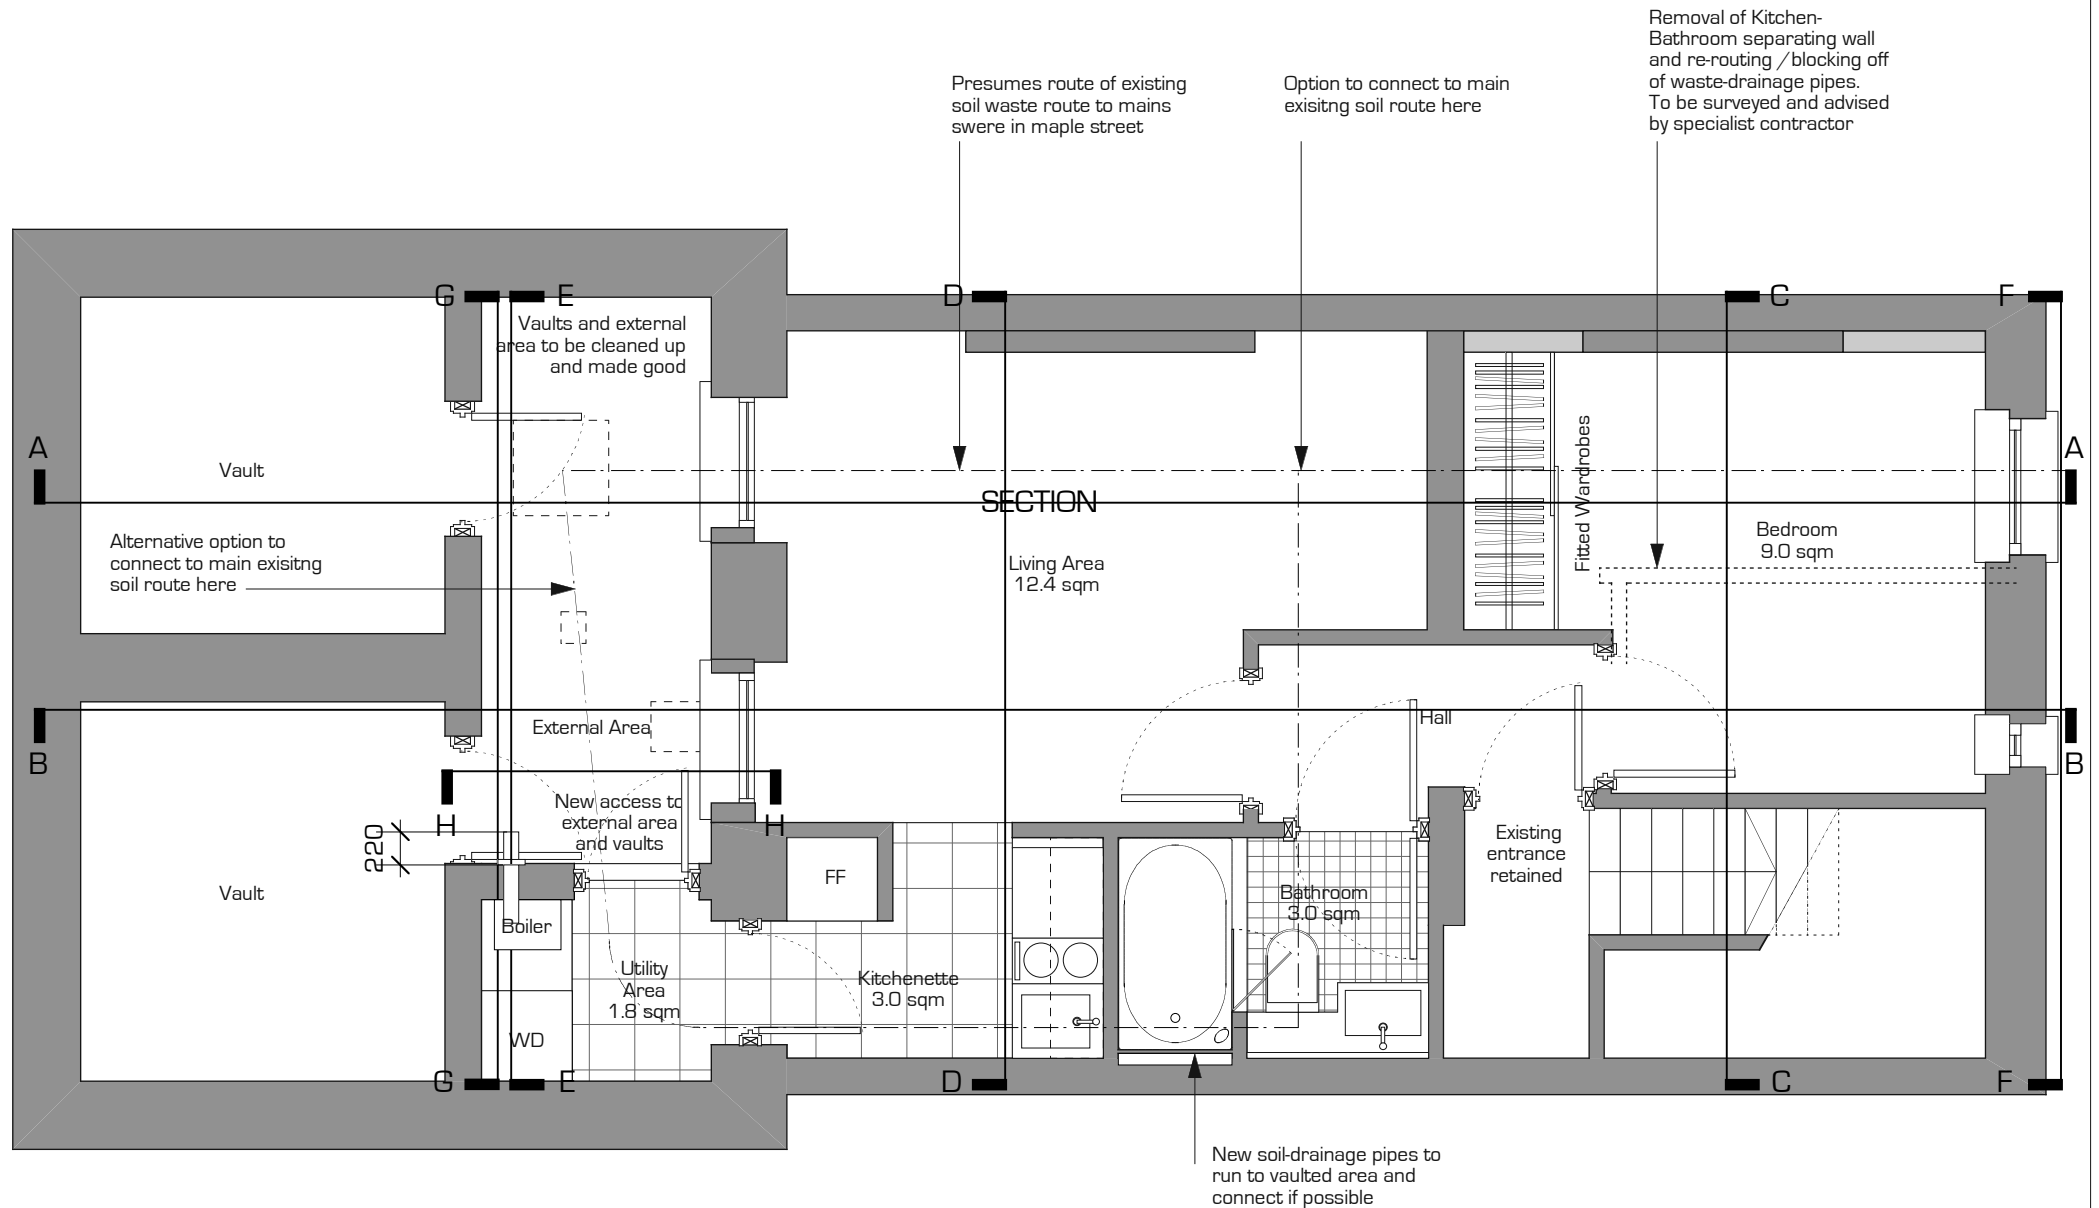 Removal of Kitchen-
Bathroom separating wall
and re-routing /blocking off
of waste-drainage pipes.
To be surveyed and advised
by specialist contractor
Presumes route of existing
soil waste route to mains
swere in maple street
Option to connect to main
exisitng soil route here
G
E
D
C
F
Vaults and external
area to be cleaned up
and made good
A
A
Vault
SECTION
Fitted Wardrobes
Bedroom
9.0 sqm
Alternative option to
connect to main exisitng
soil route here
Living Area
12.4 sqm
External Area
Hall
B
B
New access to
external area
and vaults
H
H
220
Existing
entrance
retained
FF
Vault
Bathroom
3.0 sqm
Boiler
Utility
Area
1.8 sqm
Kitchenette
3.0 sqm
WD
G
E
D
C
F
New soil-drainage pipes to
run to vaulted area and
connect if possible